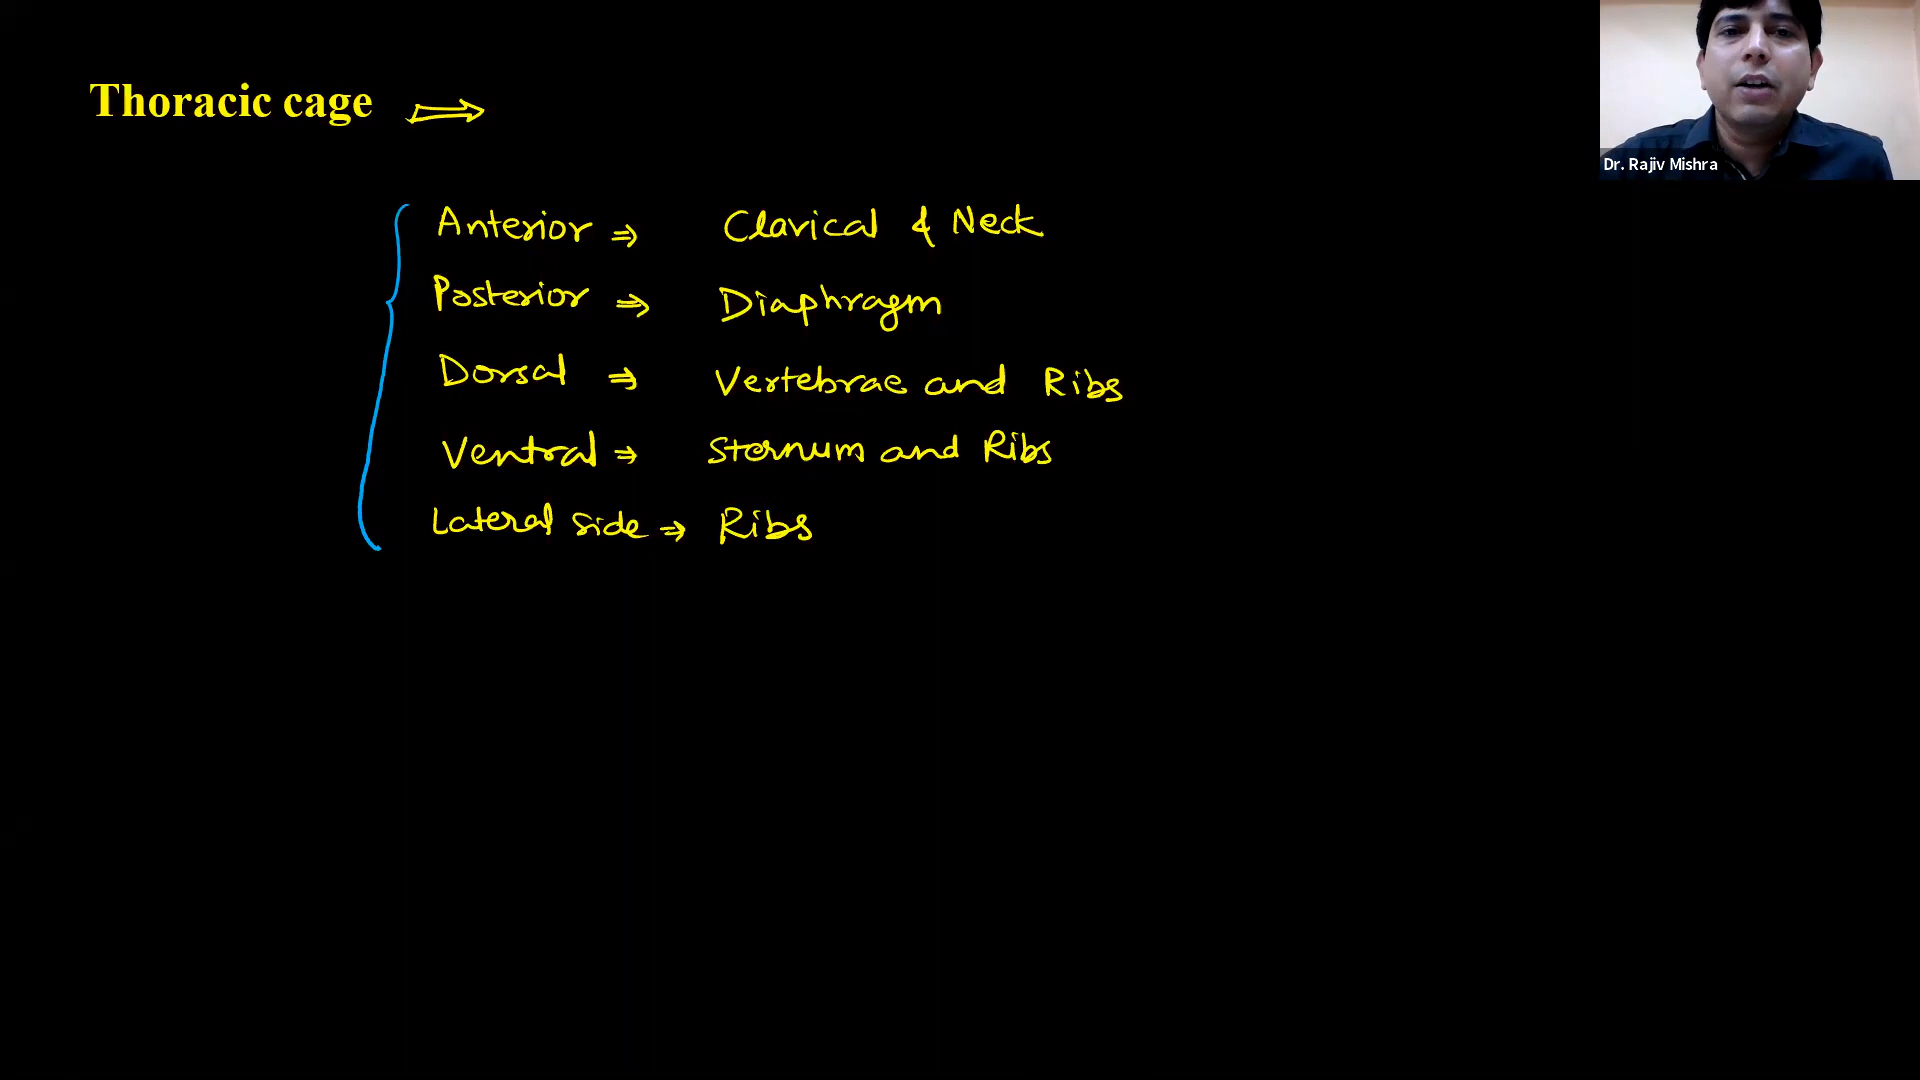 Thoracic cage ⇒
Dr. Rajiv Mishra
Anterior ⇒ Clavical & Neck
Posterior ⇒ Diaphragm
Dorsal ⇒ Vertebrae and Ribs
Ventral ⇒ Sternum and Ribs
Lateral side ⇒ Ribs